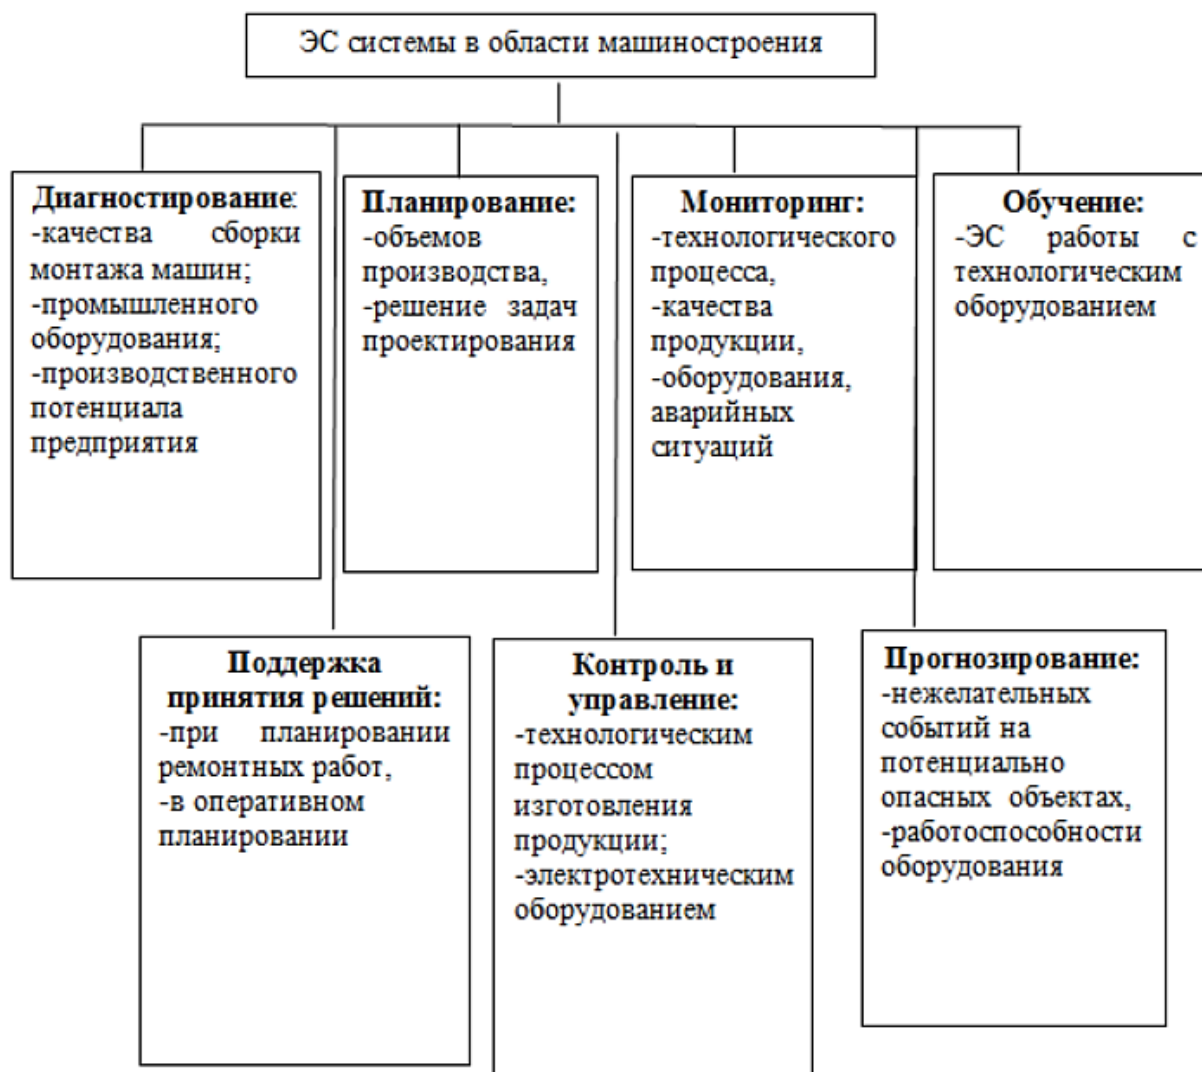 ЭС системы в области машиностроения
Диагностирование:
-качества сборки
монтажа машин;
-промышленного
оборудования;
-производственного
потенциала
предприятия
Планирование:
-объемов
производства,
-решение задач
проектирования
Мониторинг:
-технологического
процесса,
-качества
продукции,
-оборудования,
аварийных
ситуаций
Обучение:
-ЭС работы с
технологическим
оборудованием
Поддержка
принятия решений:
-при планировании
ремонтных работ,
-в оперативном
планировании
Контроль и
управление:
-технологическим
процессом
изготовления
продукции;
-электротехническим
оборудованием
Прогнозирование:
-нежелательных
событий на
потенциально
опасных объектах,
-работоспособности
оборудования